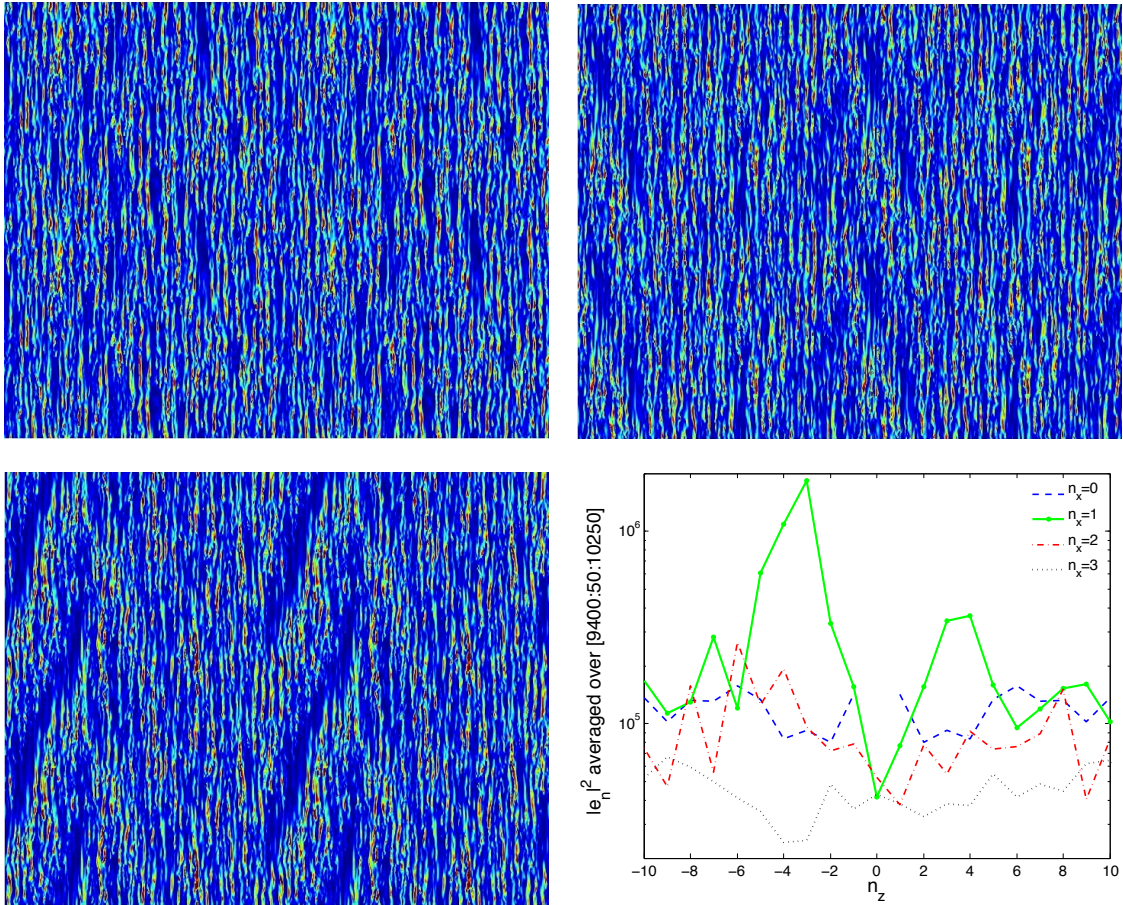 10^6
10^5
n_x=0
n_x=1
n_x=2
n_x=3
−10 −8 −6 −4 −2 0 2 4 6 8 10
n_z
|e_n|^2 averaged over [9400:50:10250]